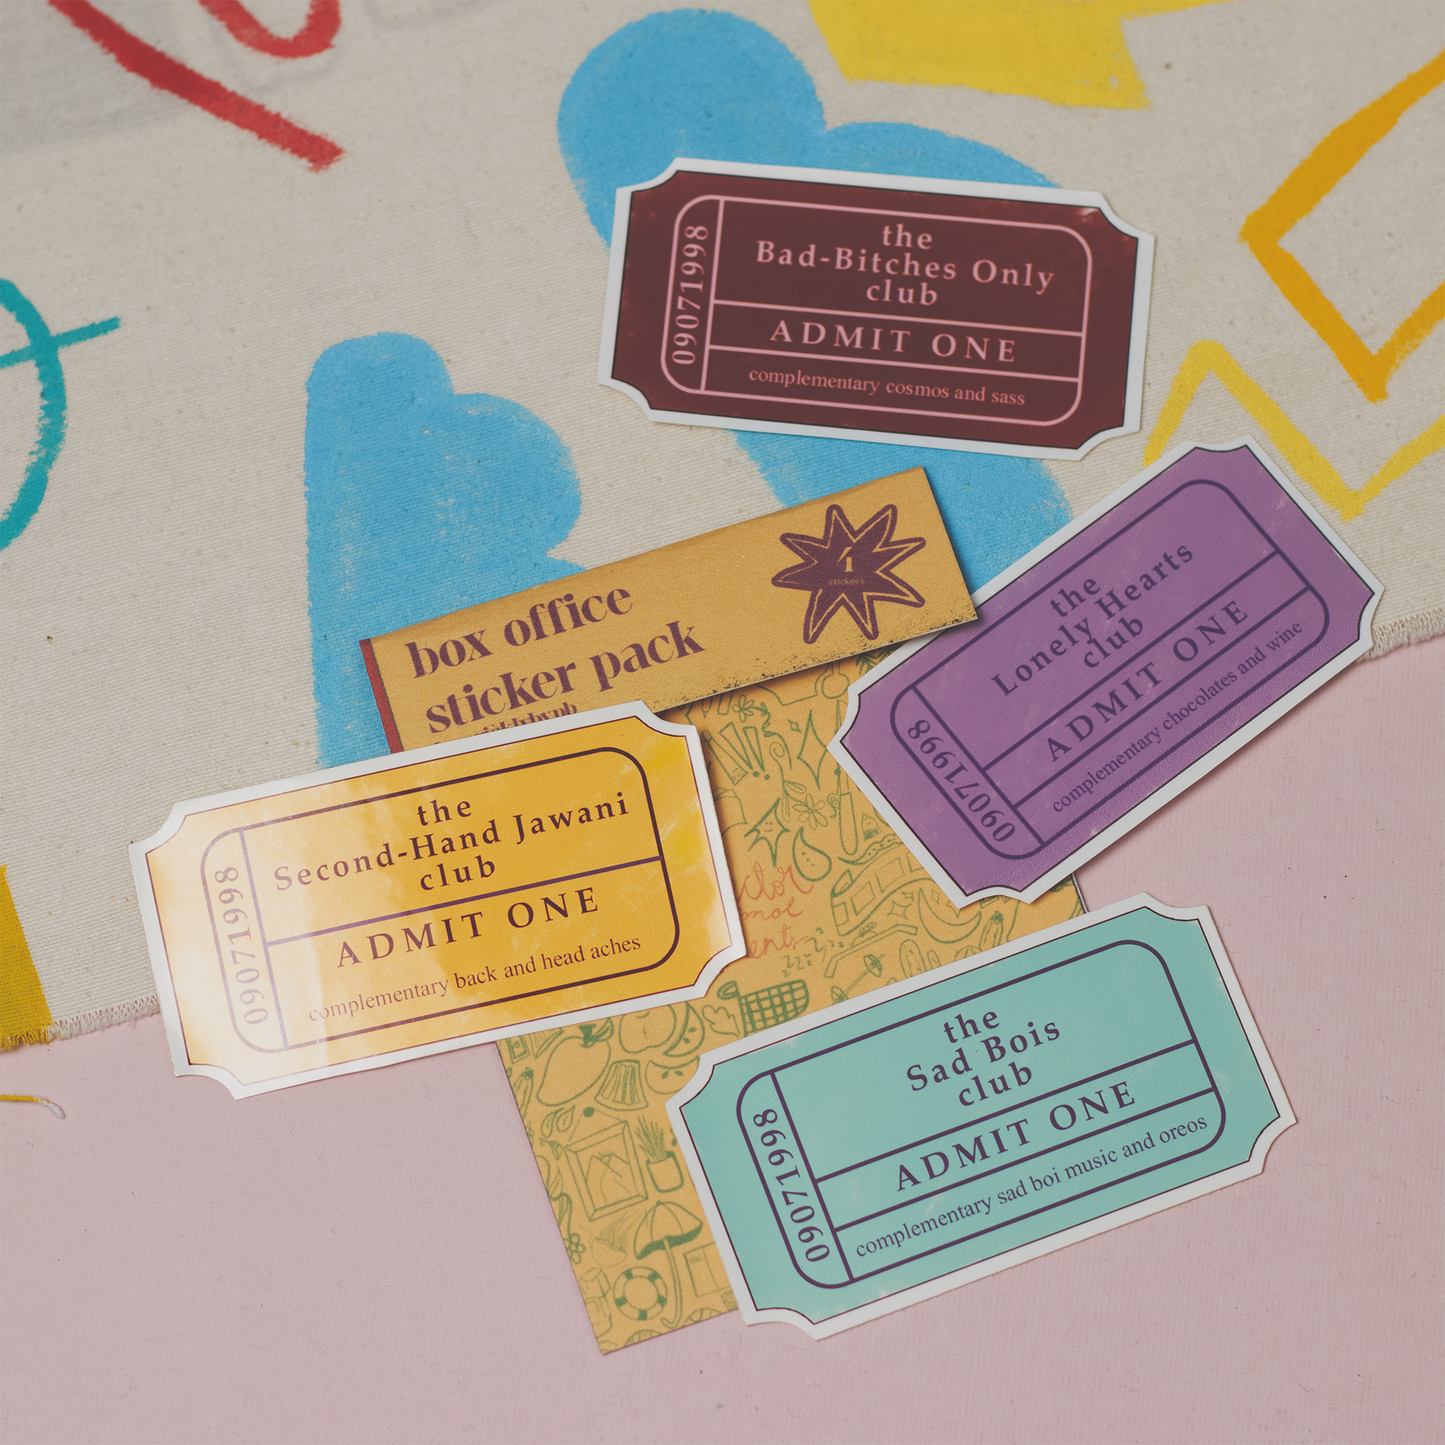 09071998
the
Bad-Bitches Only
club
ADMIT ONE
complementary cosmos and sass
box office
sticker pack
1
stickers
09071998
the
Lonely Hearts
club
ADMIT ONE
complementary chocolates and wine
09071998
the
Second-Hand Jawani
club
ADMIT ONE
complementary back and head aches
09071998
the
Sad Bois
club
ADMIT ONE
complementary sad boi music and oreos